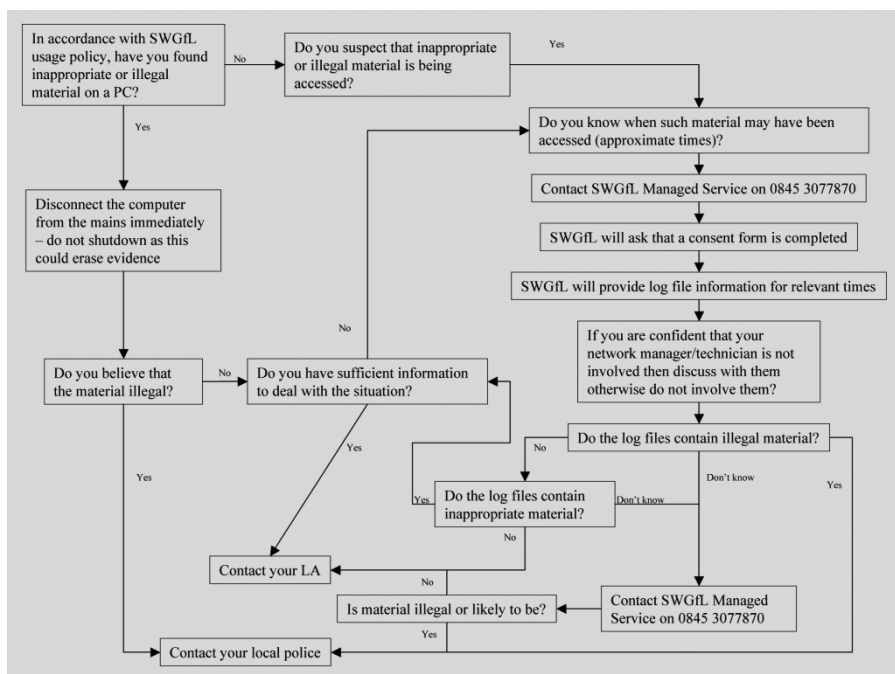 In accordance with SWGfL
usage policy, have you found
inappropriate or illegal
material on a PC?
No
Do you suspect that inappropriate
or illegal material is being
accessed?
Yes
Yes
Do you know when such material may have been
accessed (approximate times)?
Contact SWGfL Managed Service on 0845 3077870
Disconnect the computer
from the mains immediately
– do not shutdown as this
could erase evidence
SWGfL will ask that a consent form is completed
SWGfL will provide log file information for relevant times
No
If you are confident that your
network manager/technician is not
involved then discuss with them
otherwise do not involve them?
Do you believe that
the material illegal?
No
Do you have sufficient information
to deal with the situation?
Do the log files contain illegal material?
No
Yes
Yes
Don't know
Yes
Do the log files contain
inappropriate material?
Yes
Don't know
No
Contact your LA
No
Is material illegal or likely to be?
Contact SWGfL Managed
Service on 0845 3077870
Yes
Contact your local police